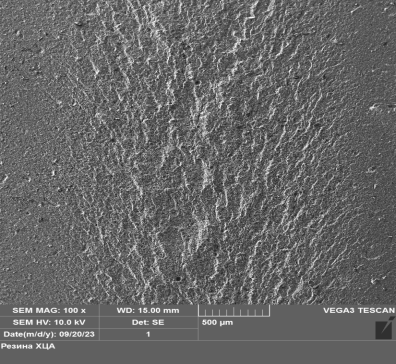 SEM MAG: 100 x
WD: 15.00 mm
VEGA3 TESCAN
SEM HV: 10.0 kV
Det: SE
500 µm
Date(m/d/y): 09/20/23
1
Резина ХЦА